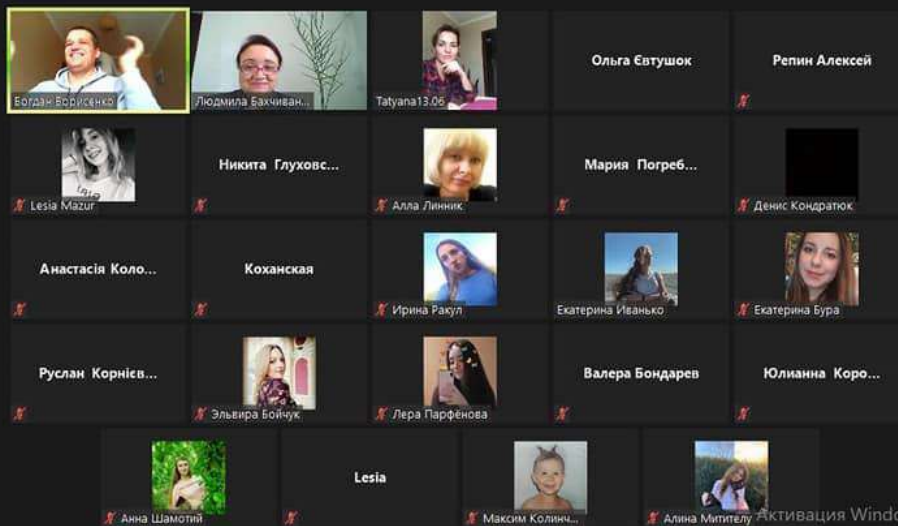 Богдан Борисенко
Людмила Бахчиван...
Tatyana13.06
Ольга Євтушок
Репин Алексей
Lesia Mazur
Никита Глуховс...
Алла Линник
Мария Погреб...
Денис Кондратюк
Анастасія Коло...
Коханская
Ирина Ракул
Екатерина Иванько
Екатерина Бура
Руслан Корнієв...
Эльвира Бойчук
Лера Парфёнова
Валера Бондарев
Юлианна Коро...
Анна Шамотий
Lesia
Максим Колинч...
Алина Мititелу
Активация Windo